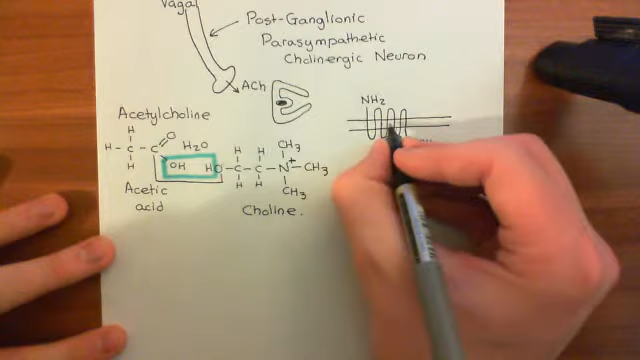 Vagal
Post-Ganglionic
Parasympathetic
Cholinergic Neuron
ACh
NH2
Acetylcholine
H O CH3
H - C - C H2O H H
H OH HO - C - C - N+ - CH3
H H CH3
Acetic
acid
Choline.